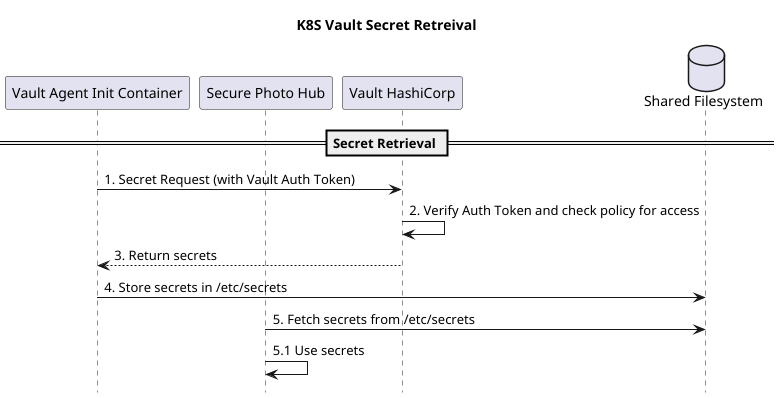 K8S Vault Secret Retreival
Vault Agent Init Container
Secure Photo Hub
Vault HashiCorp
Shared Filesystem
Secret Retrieval
1. Secret Request (with Vault Auth Token)
2. Verify Auth Token and check policy for access
3. Return secrets
4. Store secrets in /etc/secrets
5. Fetch secrets from /etc/secrets
5.1 Use secrets